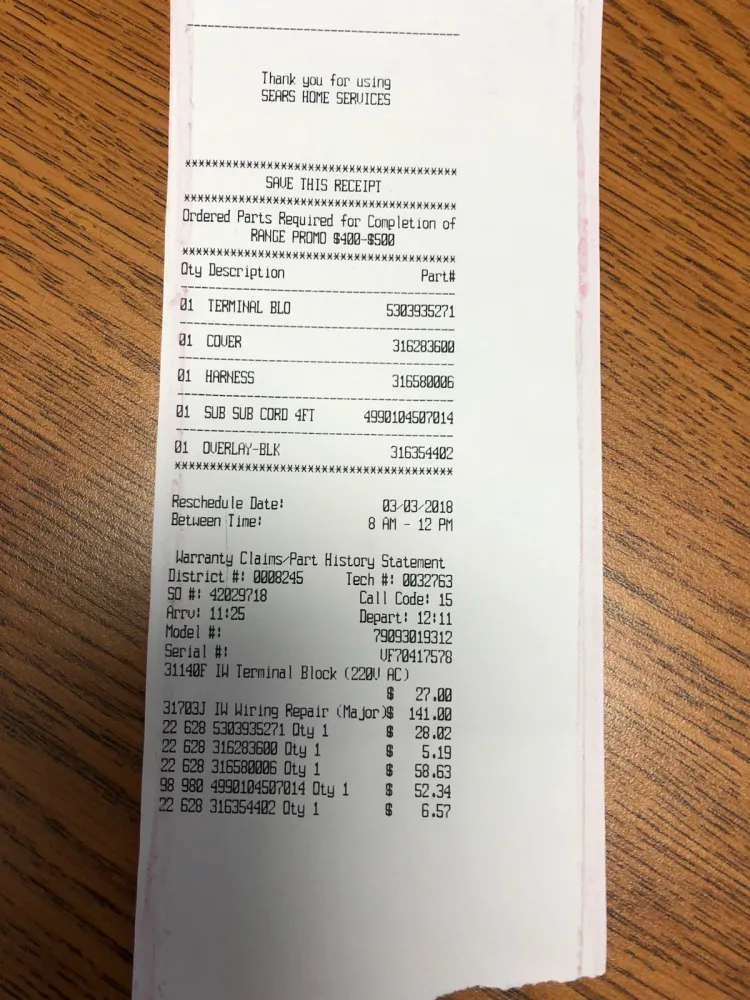 ----------------------------------------
Thank you for using
SEARS HOME SERVICES
****************************************
SAVE THIS RECEIPT
****************************************
Ordered Parts Required for Completion of
RANGE PROMO $400-$500
****************************************
Qty Description Part#
----------------------------------------
01 TERMINAL BLO 5303935271
----------------------------------------
01 COVER 316283600
----------------------------------------
01 HARNESS 316580006
----------------------------------------
01 SUB SUB CORD 4FT 4990104507014
----------------------------------------
01 OVERLAY-BLK 316354402
****************************************
Reschedule Date: 03/03/2018
Between Time: 8 AM - 12 PM
Warranty Claims/Part History Statement
District #: 0008245 Tech #: 0032763
SO #: 42029718 Call Code: 15
Arrv: 11:25 Depart: 12:11
Model #: 79093019312
Serial #: VF70417578
31140F IW Terminal Block (220V AC)
$ 27.00
31703J IW Wiring Repair (Major)$ 141.00
22 628 5303935271 Qty 1 $ 28.02
22 628 316283600 Qty 1 $ 5.19
22 628 316580006 Qty 1 $ 58.63
98 980 4990104507014 Qty 1 $ 52.34
22 628 316354402 Qty 1 $ 6.57